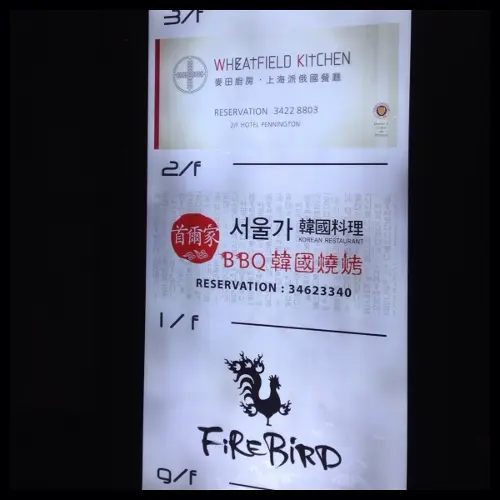 3/F
WHEATFIELD KITCHEN
麥田廚房·上海派俄國餐廳
RESERVATION 3422 8803
2/F HOTEL PENNINGTON
2/F
首爾家
서울가 韓國料理
KOREAN RESTAURANT
BBQ 韓國燒烤
RESERVATION : 34623340
1/F
FiREBiRD
G/F